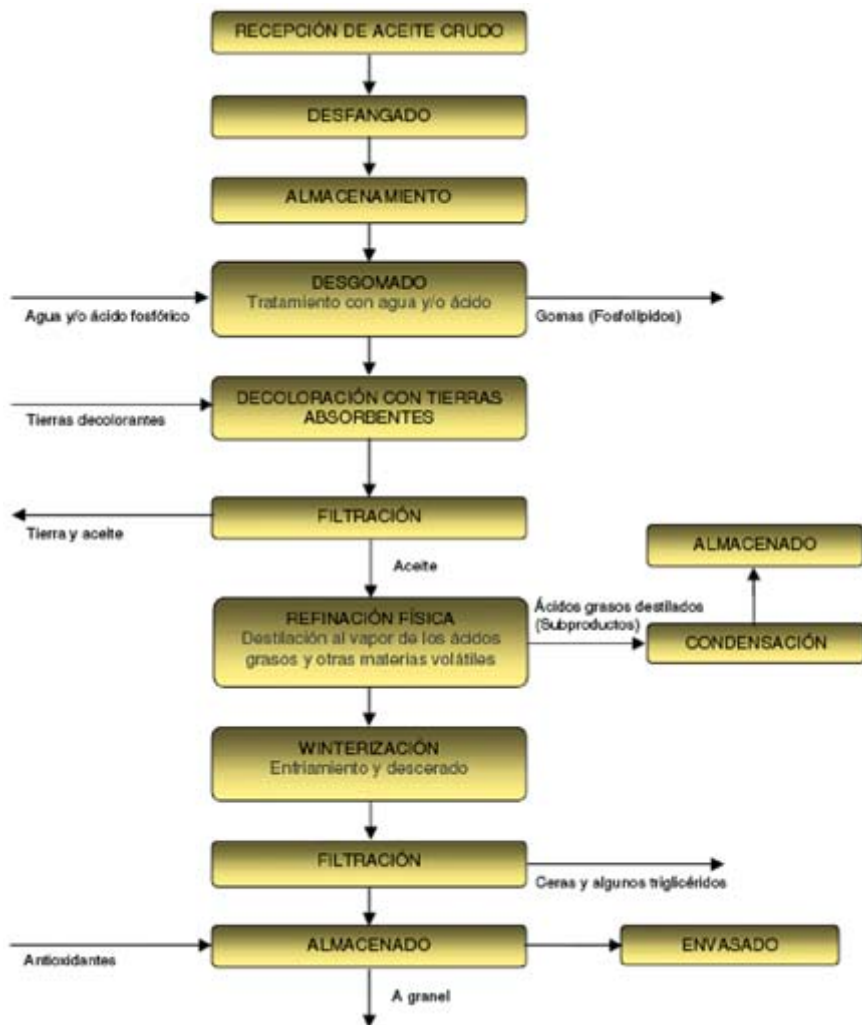 RECEPCIÓN DE ACEITE CRUDO
DESFANGADO
ALMACENAMIENTO
DESGOMADO
Tratamiento con agua y/o ácido
Agua y/o ácido fosfórico
Gomas (Fosfolípidos)
DECOLORACIÓN CON TIERRAS
ABSORBENTES
Tierras decolorantes
FILTRACIÓN
Tierra y aceite
Aceite
ALMACENADO
REFINACIÓN FÍSICA
Destilación al vapor de los ácidos
grasos y otras materias volátiles
Ácidos grasos destilados
(Subproductos)
CONDENSACIÓN
WINTERIZACIÓN
Enfriamiento y descerado
FILTRACIÓN
Ceras y algunos triglicéridos
ALMACENADO
Antioxidantes
ENVASADO
A granel